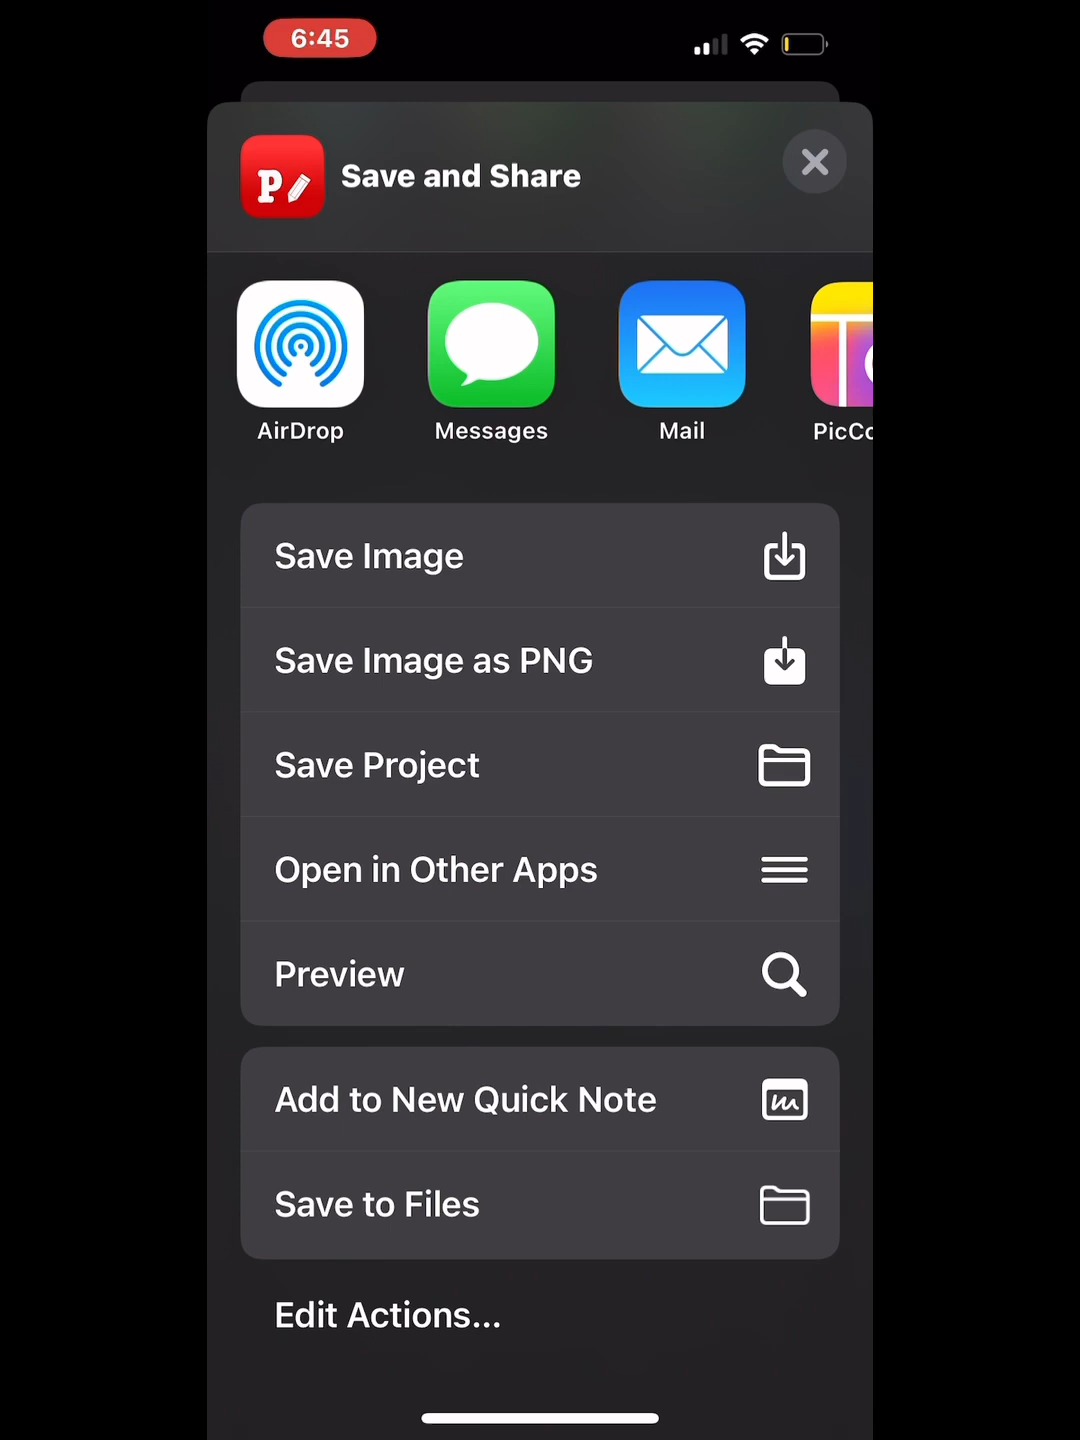 6:45
P
Save and Share
AirDrop
Messages
Mail
PicCo
Save Image
Save Image as PNG
Save Project
Open in Other Apps
Preview
Add to New Quick Note
Save to Files
Edit Actions...